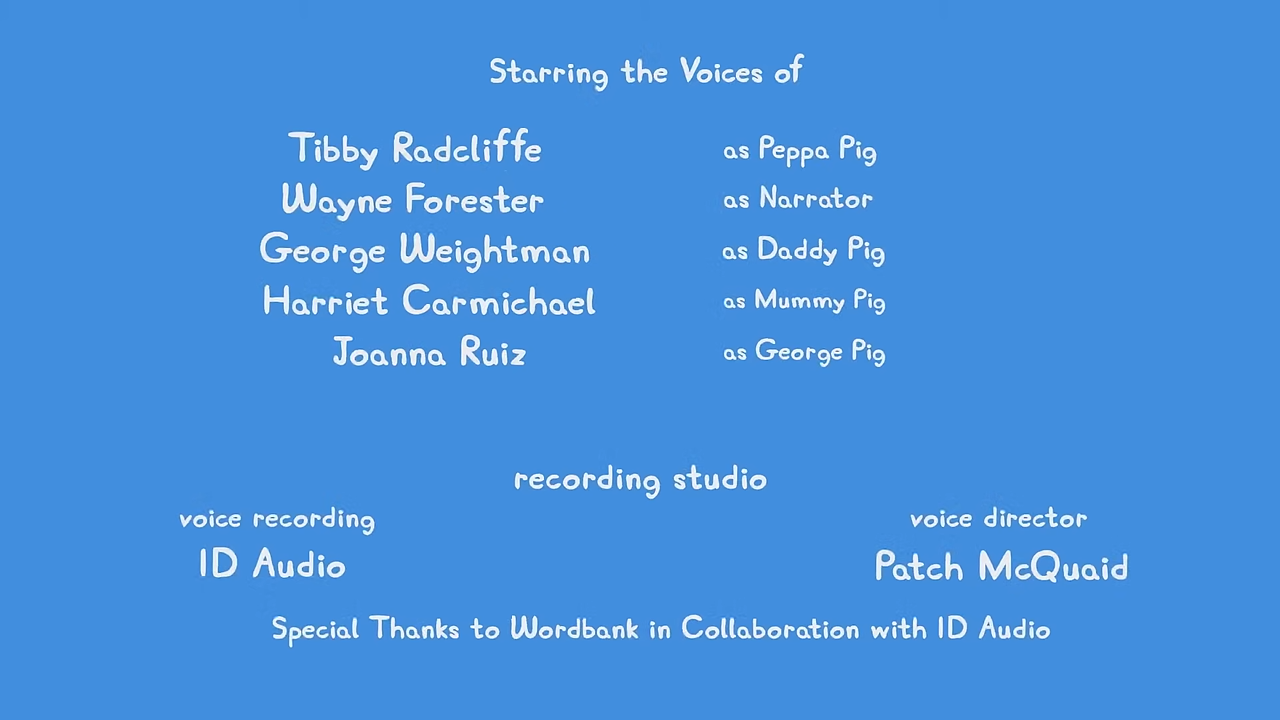 Starring the Voices of
Tibby Radcliffe as Peppa Pig
Wayne Forester as Narrator
George Weightman as Daddy Pig
Harriet Carmichael as Mummy Pig
Joanna Ruiz as George Pig
recording studio
voice recording voice director
ID Audio Patch McQuaid
Special Thanks to Wordbank in Collaboration with ID Audio